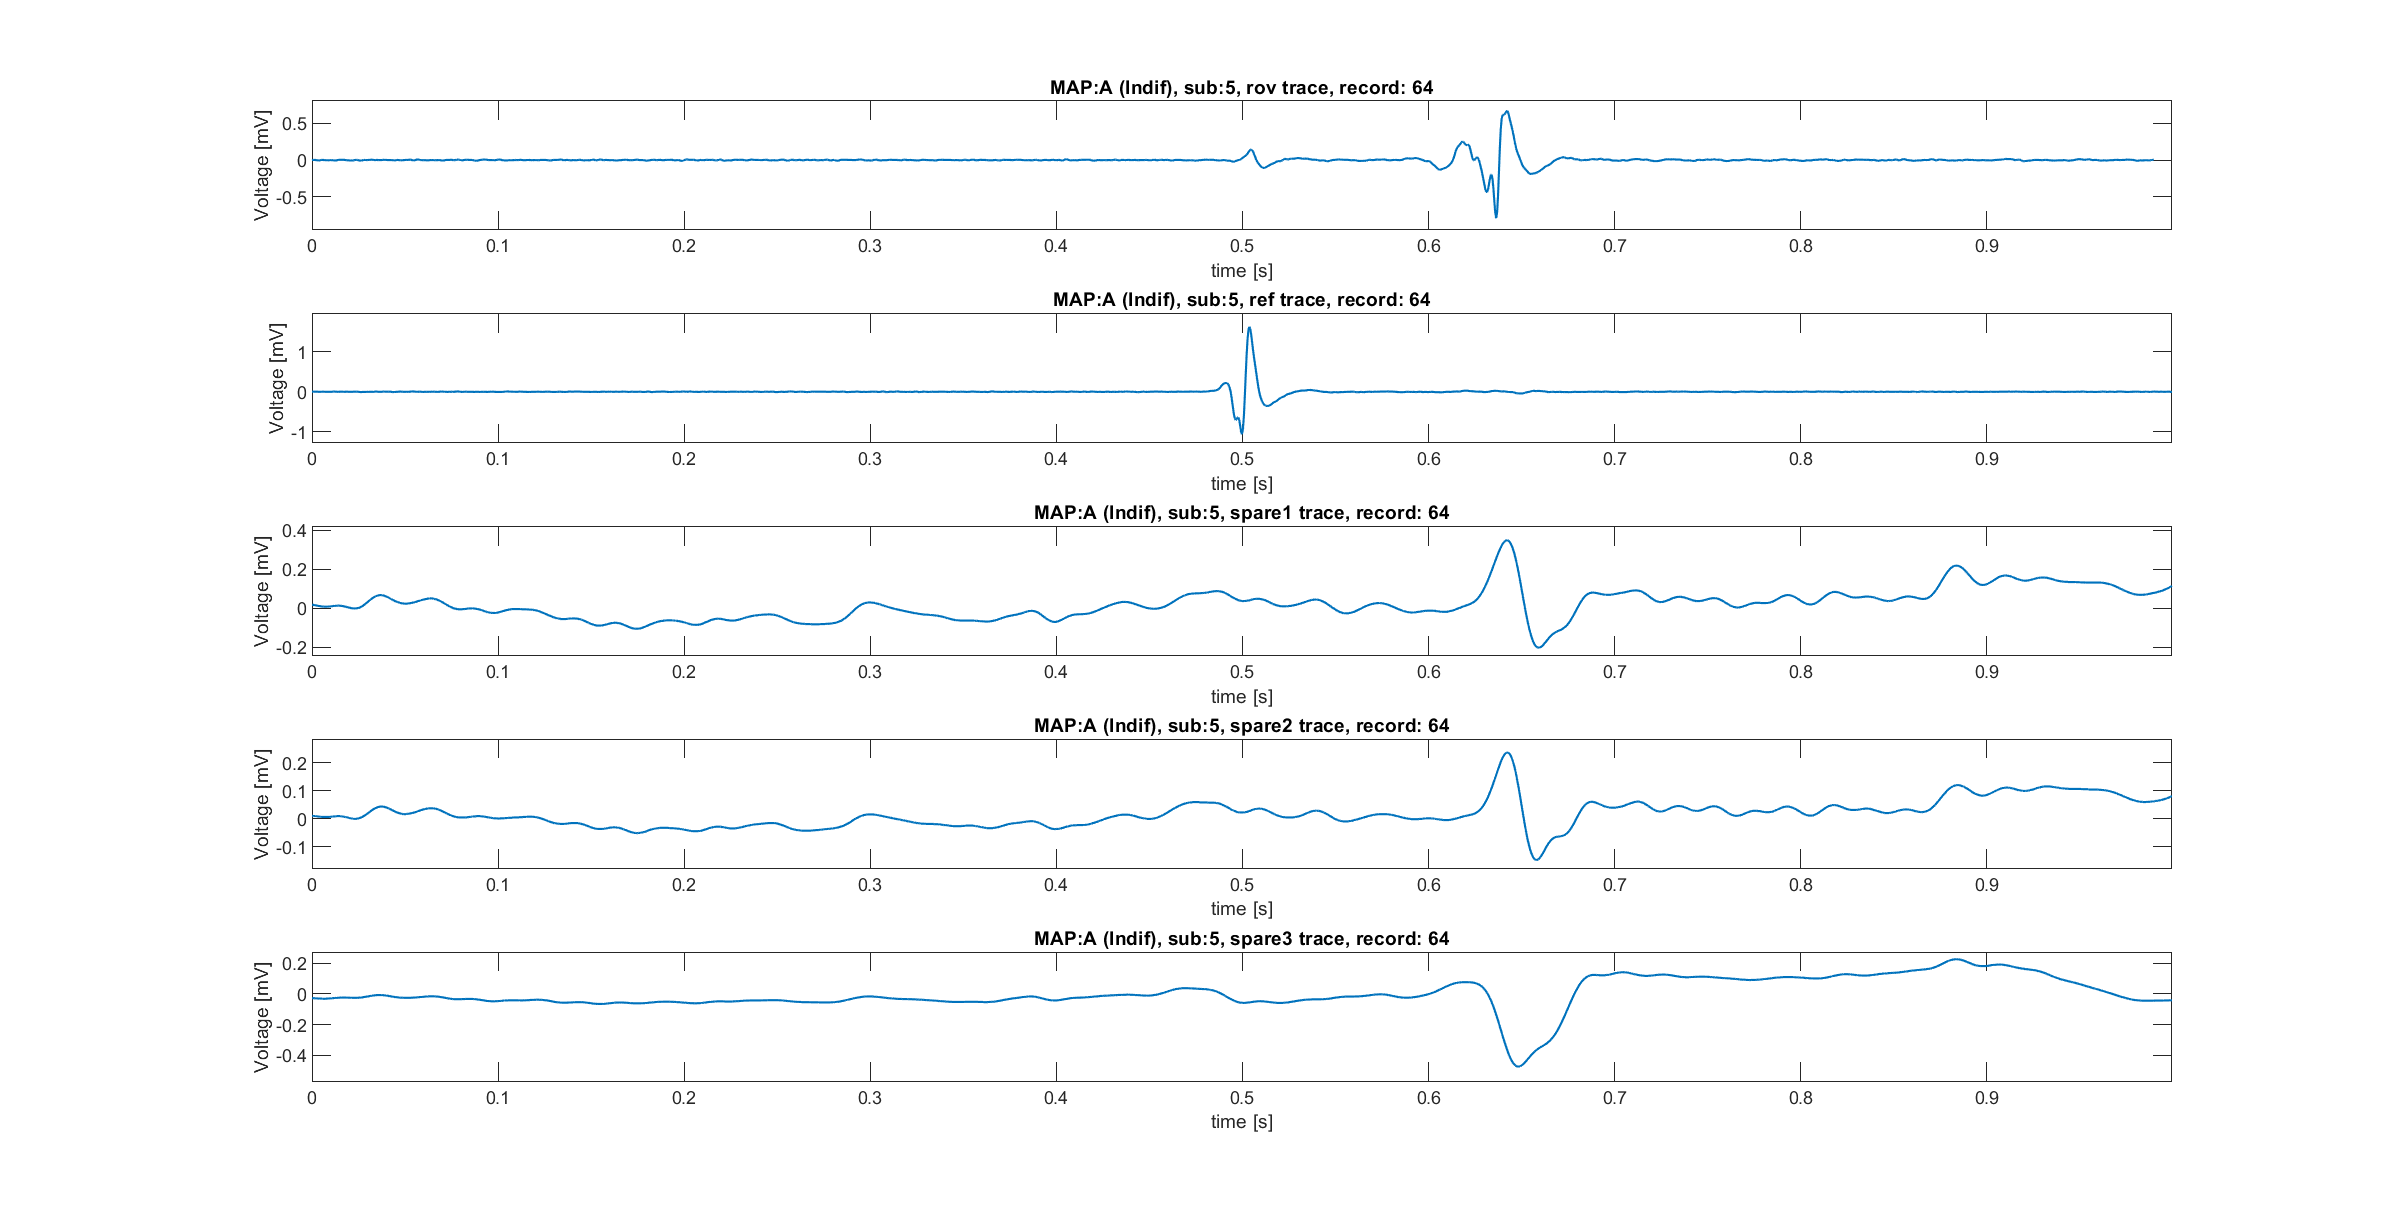 MAP:A (Indif), sub:5, rov trace, record: 64
Voltage [mV]
0.5
0
-0.5
0 0.1 0.2 0.3 0.4 0.5 0.6 0.7 0.8 0.9
time [s]
MAP:A (Indif), sub:5, ref trace, record: 64
Voltage [mV]
1
0
-1
0 0.1 0.2 0.3 0.4 0.5 0.6 0.7 0.8 0.9
time [s]
MAP:A (Indif), sub:5, spare1 trace, record: 64
Voltage [mV]
0.4
0.2
0
-0.2
0 0.1 0.2 0.3 0.4 0.5 0.6 0.7 0.8 0.9
time [s]
MAP:A (Indif), sub:5, spare2 trace, record: 64
Voltage [mV]
0.2
0.1
0
-0.1
0 0.1 0.2 0.3 0.4 0.5 0.6 0.7 0.8 0.9
time [s]
MAP:A (Indif), sub:5, spare3 trace, record: 64
Voltage [mV]
0.2
0
-0.2
-0.4
0 0.1 0.2 0.3 0.4 0.5 0.6 0.7 0.8 0.9
time [s]